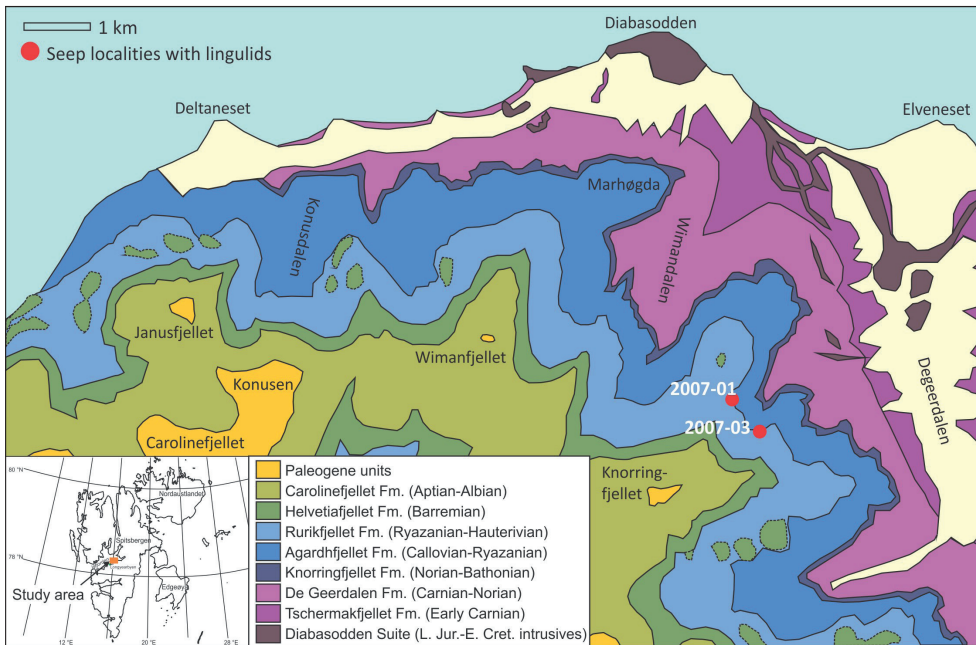 1 km
Seep localities with lingulids
Diabasodden
Deltaneset
Elveneset
Marhøgda
Konusdalen
Wimandalen
Janusfjellet
Wimanfjellet
Konusen
Degeerdalen
2007-01
2007-03
Carolinefjellet
Knorring-
fjellet
80 °N
Nordaustlandet
Spitsbergen
78 °N
Longyearbyen
Edgeøya
Study area
12 °E
20 °E
28 °E
Paleogene units
Carolinefjellet Fm. (Aptian-Albian)
Helvetiafjellet Fm. (Barremian)
Rurikfjellet Fm. (Ryazanian-Hauterivian)
Agardhfjellet Fm. (Callovian-Ryazanian)
Knorringfjellet Fm. (Norian-Bathonian)
De Geerdalen Fm. (Carnian-Norian)
Tschermakfjellet Fm. (Early Carnian)
Diabasodden Suite (L. Jur.-E. Cret. intrusives)